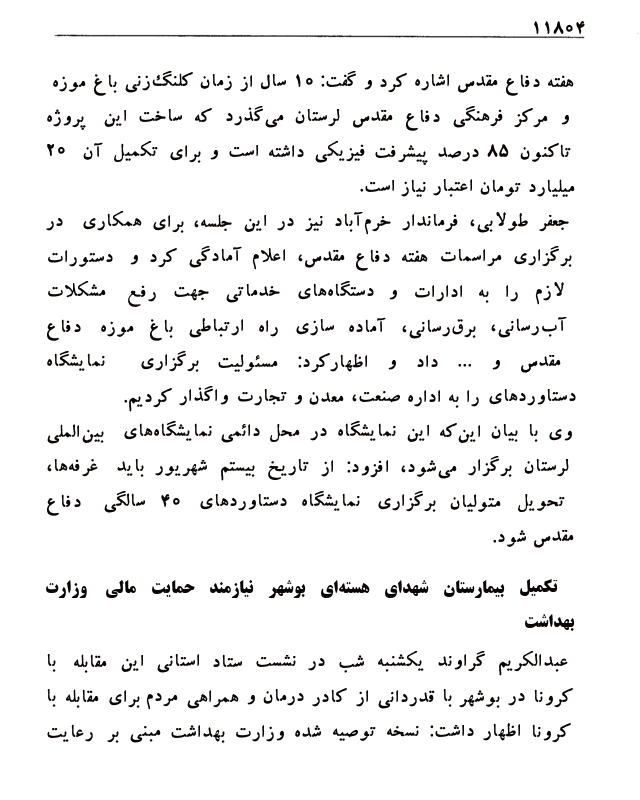 ۱۱۸۰۴
هفته دفاع مقدس اشاره کرد و گفت: ۱۰ سال از زمان کلنگ‌زنی باغ موزه
و مرکز فرهنگی دفاع مقدس لرستان می‌گذرد که ساخت این پروژه
تاکنون ۸۵ درصد پیشرفت فیزیکی داشته است و برای تکمیل آن ۲۰
میلیارد تومان اعتبار نیاز است.
جعفر طولابی، فرماندار خرم‌آباد نیز در این جلسه، برای همکاری در
برگزاری مراسمات هفته دفاع مقدس، اعلام آمادگی کرد و دستورات
لازم را به ادارات و دستگاه‌های خدماتی جهت رفع مشکلات
آب‌رسانی، برق‌رسانی، آماده سازی راه ارتباطی باغ موزه دفاع
مقدس و ... داد و اظهارکرد: مسئولیت برگزاری نمایشگاه
دستاوردهای را به اداره صنعت، معدن و تجارت واگذار کردیم.
وی با بیان این‌که این نمایشگاه در محل دائمی نمایشگاه‌های بین‌المللی
لرستان برگزار می‌شود، افزود: از تاریخ بیستم شهریور باید غرفه‌ها،
تحویل متولیان برگزاری نمایشگاه دستاوردهای ۴۰ سالگی دفاع
مقدس شود.
تکمیل بیمارستان شهدای هسته‌ای بوشهر نیازمند حمایت مالی وزارت
بهداشت
عبدالکریم گراوند یکشنبه شب در نشست ستاد استانی این مقابله با
کرونا در بوشهر با قدردانی از کادر درمان و همراهی مردم برای مقابله با
کرونا اظهار داشت: نسخه توصیه شده وزارت بهداشت مبنی بر رعایت